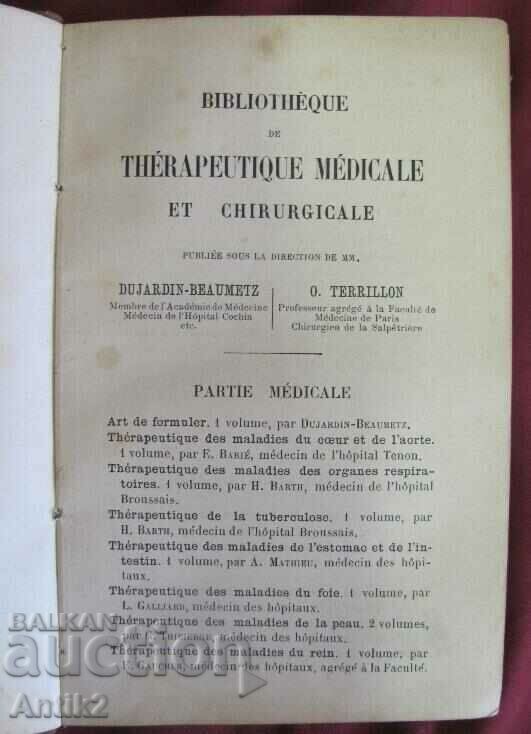 BIBLIOTHÈQUE
DE
THÉRAPEUTIQUE MÉDICALE
ET CHIRURGICALE
PUBLIÉE SOUS LA DIRECTION DE MM.
DUJARDIN-BEAUMETZ
Membre de l'Académie de Médecine
Médecin de l'Hôpital Cochin
etc.
O. TERRILLON
Professeur agrégé à la Faculté de
Médecine de Paris
Chirurgien de la Salpêtrière
PARTIE MÉDICALE
Art de formuler. 1 volume, par DUJARDIN-BEAUMETZ.
Thérapeutique des maladies du cœur et de l'aorte.
1 volume, par E. BARIÉ, médecin de l'hôpital Tenon.
Thérapeutique des maladies des organes respira-
toires. 1 volume, par H. BARTH, médecin de l'hôpital
Broussais.
Thérapeutique de la tuberculose. 1 volume, par
H. BARTH, médecin de l'hôpital Broussais.
Thérapeutique des maladies de l'estomac et de l'in-
testin. 1 volume, par A. MATHIEU, médecin des hôpi-
taux.
Thérapeutique des maladies du foie. 1 volume, par
L. GALLIARD, médecin des hôpitaux.
Thérapeutique des maladies de la peau. 2 volumes,
par G. THIBIERGE, médecin des hôpitaux.
Thérapeutique des maladies du rein. 1 volume, par
E. GAUCHER, médecin des hôpitaux, agrégé à la Faculté.
BALKAN
auction
Antik2